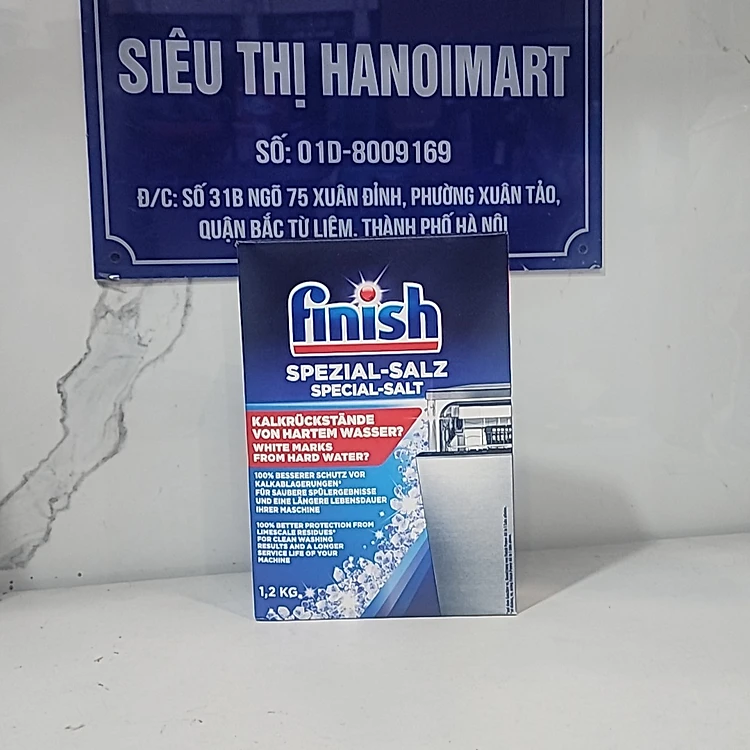 SIÊU THỊ HANOIMART
SỐ: 01D-8009169
Đ/C: SỐ 31B NGÕ 75 XUÂN ĐỈNH, PHƯỜNG XUÂN TẢO,
QUẬN BẮC TỪ LIÊM, THÀNH PHỐ HÀ NỘI
finish
SPEZIAL-SALZ
SPECIAL-SALT
KALKRÜCKSTÄNDE
VON HARTEM WASSER?
WHITE MARKS
FROM HARD WATER?
100% BESSERER SCHUTZ VOR
KALKABLAGERUNGEN*
FÜR SAUBERE SPÜLERGEBNISSE
UND EINE LÄNGERE LEBENSDAUER
IHRER MASCHINE
100% BETTER PROTECTION FROM
LIMESCALE RESIDUES*
FOR CLEAN WASHING
RESULTS AND A LONGER
SERVICE LIFE OF YOUR
MACHINE
1,2 KG